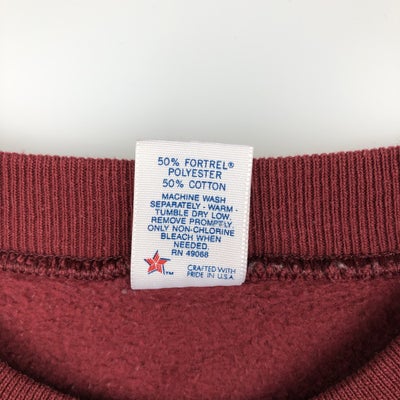 50% FORTREL®
POLYESTER
50% COTTON
MACHINE WASH
SEPARATELY - WARM -
TUMBLE DRY LOW.
REMOVE PROMPTLY.
ONLY NON-CHLORINE
BLEACH WHEN
NEEDED.
RN 49068
™ CRAFTED WITH
PRIDE IN U.S.A.